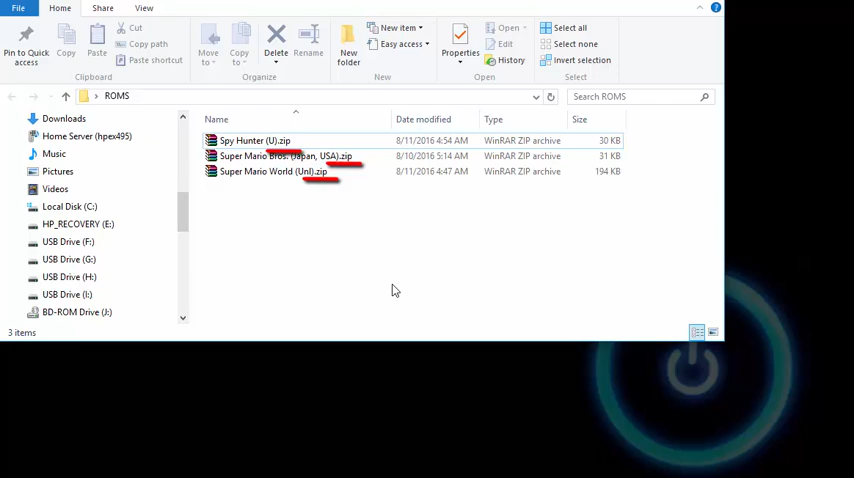 File Home Share View
Pin to Quick access
Copy
Paste
Cut
Copy path
Paste shortcut
Move to
Copy to
Delete
Rename
New folder
New item
Easy access
Properties
Open
Edit
History
Select all
Select none
Invert selection
Clipboard Organize New Open Select
ROMS
Search ROMS
Name Date modified Type Size
Downloads
Home Server (hpex495)
Music
Pictures
Videos
Local Disk (C:)
HP_RECOVERY (E:)
USB Drive (F:)
USB Drive (G:)
USB Drive (H:)
USB Drive (I:)
BD-ROM Drive (J:)
Spy Hunter (U).zip 8/11/2016 4:54 AM WinRAR ZIP archive 30 KB
Super Mario Bros. (Japan, USA).zip 8/10/2016 5:14 AM WinRAR ZIP archive 31 KB
Super Mario World (Unl).zip 8/11/2016 4:47 AM WinRAR ZIP archive 194 KB
3 items